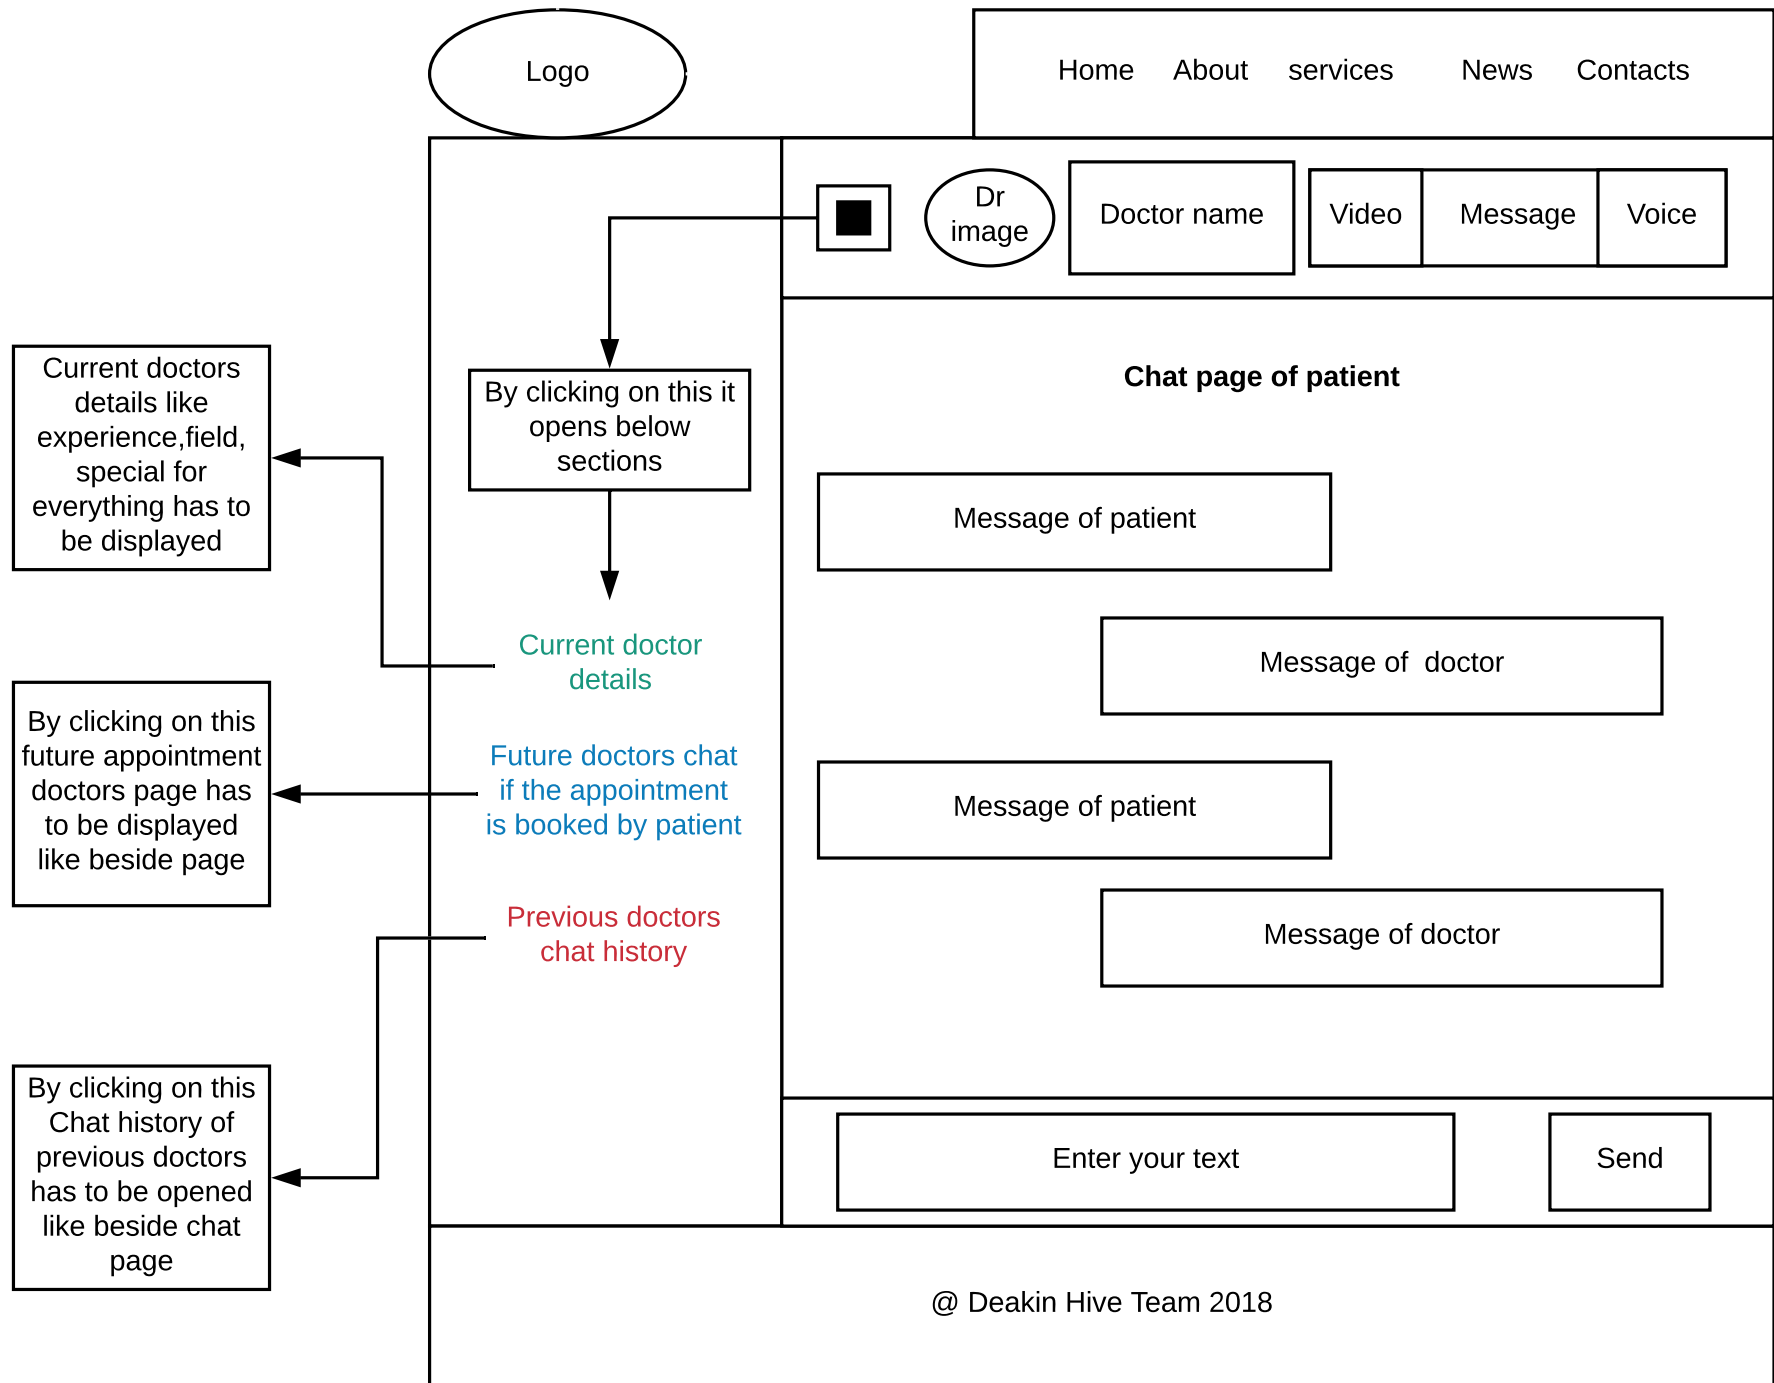 Logo
Home About services News Contacts
Dr
image
Doctor name
Video
Message
Voice
Current doctors
details like
experience,field,
special for
everything has to
be displayed
By clicking on this it
opens below
sections
Chat page of patient
Message of patient
Message of  doctor
Current doctor
details
By clicking on this
future appointment
doctors page has
to be displayed
like beside page
Future doctors chat
if the appointment
is booked by patient
Message of patient
Previous doctors
chat history
Message of doctor
By clicking on this
Chat history of
previous doctors
has to be opened
like beside chat
page
Enter your text
Send
@ Deakin Hive Team 2018